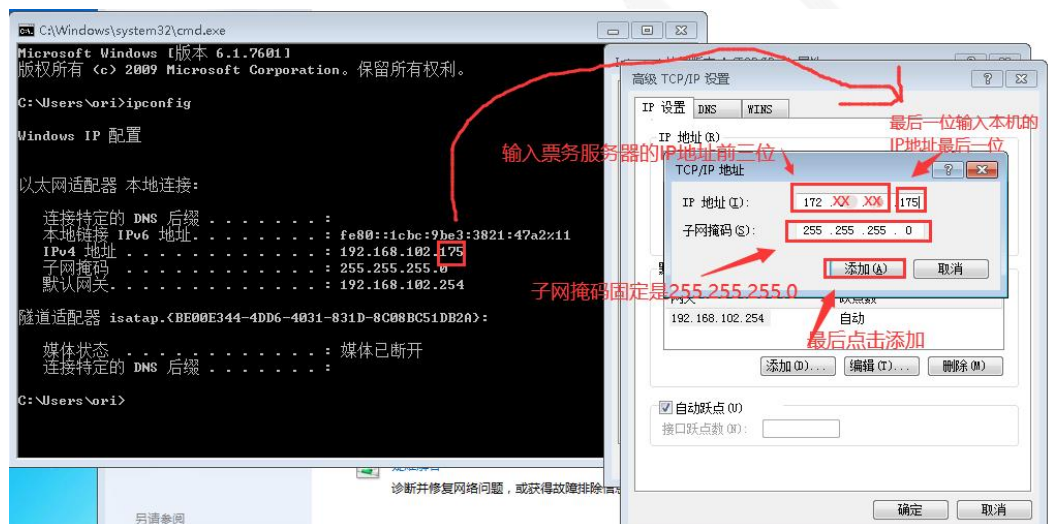 C:\Windows\system32\cmd.exe
Microsoft Windows [版本 6.1.7601]
版权所有 (c) 2009 Microsoft Corporation。保留所有权利。
C:\Users\ori>ipconfig
Windows IP 配置
以太网适配器 本地连接:
连接特定的 DNS 后缀 . . . . . . . :
本地链接 IPv6 地址. . . . . . . . : fe80::1cbc:9be3:3821:47a2%11
IPv4 地址 . . . . . . . . . . . . : 192.168.102.175
子网掩码 . . . . . . . . . . . . : 255.255.255.0
默认网关. . . . . . . . . . . . . : 192.168.102.254
隧道适配器 isatap.{BE00E344-4DD6-4031-831D-8C08BC51DB2A}:
媒体状态 . . . . . . . . . . . . : 媒体已断开
连接特定的 DNS 后缀 . . . . . . . :
C:\Users\ori>
诊断并修复网络问题，或获得故障排除信息
另请参阅
高级 TCP/IP 设置
IP 设置 DNS WINS
IP 地址(R)
最后一位输入本机的
IP地址最后一位
输入票务服务器的IP地址前三位
TCP/IP 地址
IP 地址(I): 172 .XX .XX .175
子网掩码(S): 255 .255 .255 . 0
添加(A) 取消
子网掩码固定是255.255.255.0
192.168.102.254 自动
最后点击添加
添加(D)... 编辑(T)... 删除(M)
自动跃点(U)
接口跃点数(N):
确定 取消